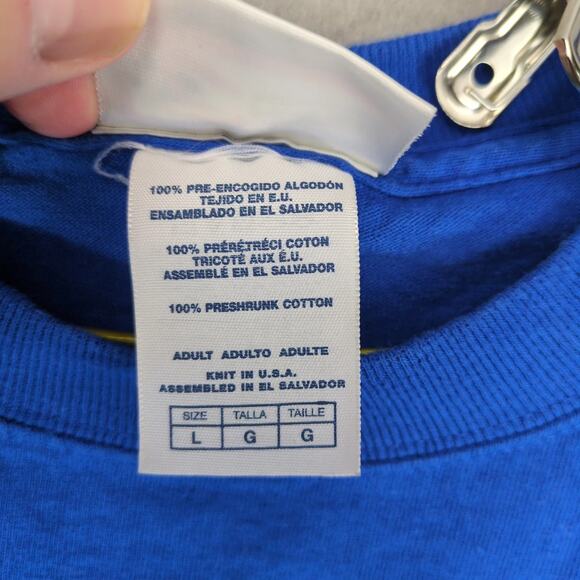 100% PRE-ENCOGIDO ALGODÓN
TEJIDO EN E.U.
ENSAMBLADO EN EL SALVADOR
100% PRÉRÉTRÉCI COTON
TRICOTÉ AUX É.U.
ASSEMBLÉ EN EL SALVADOR
100% PRESHRUNK COTTON
ADULT ADULTO ADULTE
KNIT IN U.S.A.
ASSEMBLED IN EL SALVADOR
SIZE TALLA TAILLE
L G G